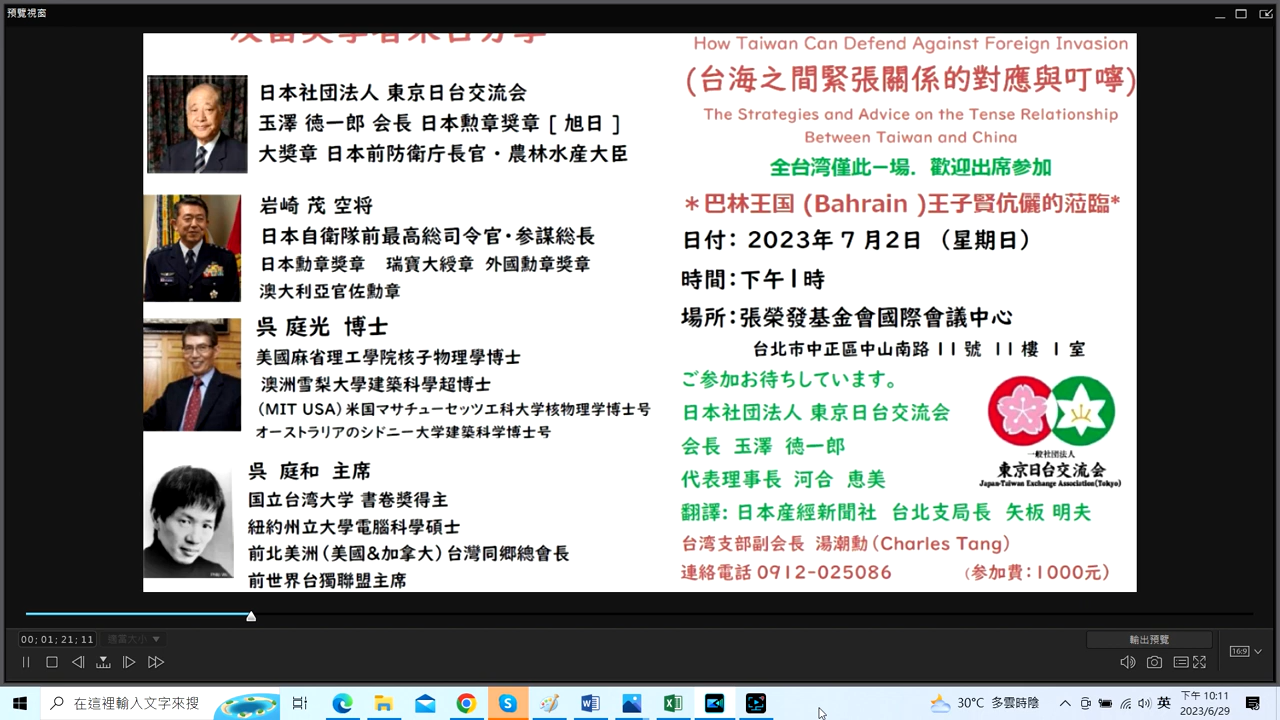 預覽視窗
日本社団法人 東京日台交流会
玉澤 徳一郎 会長 日本勲章奨章 [ 旭日 ]
大奨章 日本前防衛庁長官・農林水産大臣
岩崎 茂 空将
日本自衛隊前最高総司令官・参謀総長
日本勲章奨章 瑞寶大綬章 外國勳章奨章
澳大利亞官佐勲章
吳 庭光 博士
美國麻省理工學院核子物理學博士
澳洲雪梨大學建築科學超博士
(MIT USA) 米国マサチューセッツ工科大学核物理学博士号
オーストラリアのシドニー大学建築科学博士号
吳 庭和 主席
国立台湾大学 書卷奬得主
紐約州立大學電腦科學碩士
前北美洲 (美國&加拿大) 台灣同鄉總會長
前世界台獨聯盟主席
How Taiwan Can Defend Against Foreign Invasion
(台海之間緊張關係的對應與叮嚀)
The Strategies and Advice on the Tense Relationship
Between Taiwan and China
全台湾僅此一場．歡迎出席參加
＊巴林王国 (Bahrain )王子賢伉儷的蒞臨*
日付: 2023年 7 月2日 （星期日）
時間:下午1時
場所:張榮發基金會國際會議中心
台北市中正區中山南路 11 號 11 樓 1 室
ご参加お待ちしています。
日本社団法人 東京日台交流会
会長 玉澤 徳一郎
代表理事長 河合 恵美
翻譯: 日本産經新聞社 台北支局長 矢板 明夫
台湾支部副会長 湯潮勳 (Charles Tang)
連絡電話 0912-025086 (參加費:1000元)
一般社団法人
東京日台交流会
Japan-Taiwan Exchange Association(Tokyo)
00; 01; 21; 11
檔案大小
輸出預覽
16:9
在這裡輸入文字來搜
30°C 多雲時陰
英
下午 10:11
2023/6/29